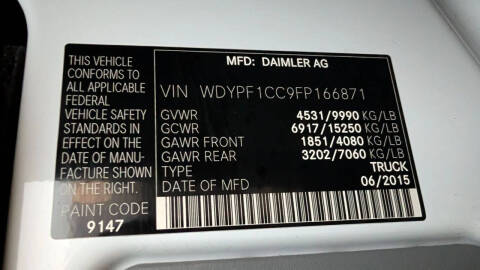 MFD: DAIMLER AG
THIS VEHICLE
CONFORMS TO
ALL APPLICABLE
FEDERAL
VEHICLE SAFETY
STANDARDS IN
EFFECT ON THE
DATE OF MANU-
FACTURE SHOWN
ON THE RIGHT.
PAINT CODE
9147
VIN WDYPF1CC9FP166871
GVWR 4531/9990 KG/LB
GCWR 6917/15250 KG/LB
GAWR FRONT 1851/4080 KG/LB
GAWR REAR 3202/7060 KG/LB
TYPE TRUCK
DATE OF MFD 06/2015